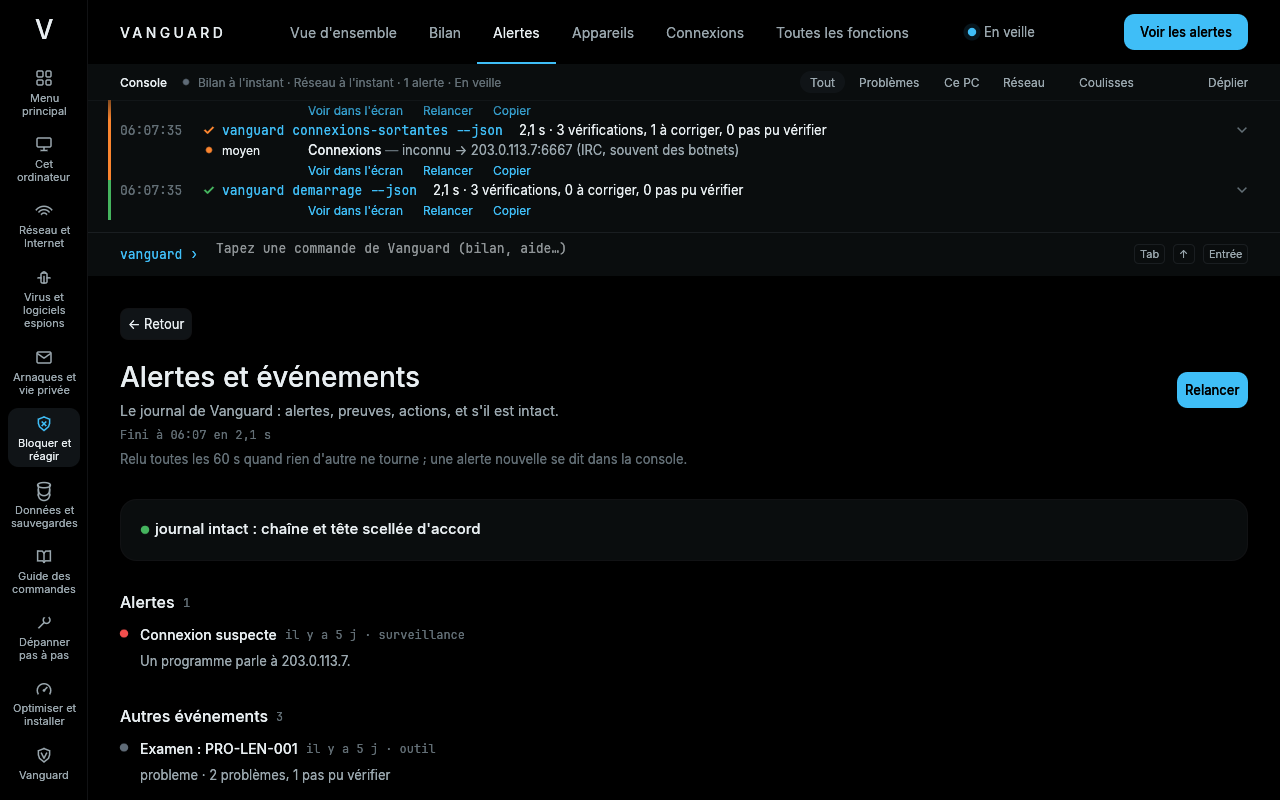 V
VANGUARD
Vue d'ensemble
Bilan
Alertes
Appareils
Connexions
Toutes les fonctions
En veille
Voir les alertes
Menu
principal
Cet
ordinateur
Réseau et
Internet
Virus et
logiciels
espions
Arnaques et
vie privée
Bloquer et
réagir
Données et
sauvegardes
Guide des
commandes
Dépanner
pas à pas
Optimiser et
installer
Vanguard
Console
Bilan à l'instant · Réseau à l'instant · 1 alerte · En veille
Tout
Problèmes
Ce PC
Réseau
Coulisses
Déplier
Voir dans l'écran Relancer Copier
06:07:35 vanguard connexions-sortantes --json 2,1 s · 3 vérifications, 1 à corriger, 0 pas pu vérifier
moyen Connexions — inconnu → 203.0.113.7:6667 (IRC, souvent des botnets)
Voir dans l'écran Relancer Copier
06:07:35 vanguard demarrage --json 2,1 s · 3 vérifications, 0 à corriger, 0 pas pu vérifier
Voir dans l'écran Relancer Copier
vanguard › Tapez une commande de Vanguard (bilan, aide…)
Tab ↑ Entrée
← Retour
Alertes et événements
Relancer
Le journal de Vanguard : alertes, preuves, actions, et s'il est intact.
Fini à 06:07 en 2,1 s
Relu toutes les 60 s quand rien d'autre ne tourne ; une alerte nouvelle se dit dans la console.
journal intact : chaîne et tête scellée d'accord
Alertes 1
Connexion suspecte il y a 5 j · surveillance
Un programme parle à 203.0.113.7.
Autres événements 3
Examen : PRO-LEN-001 il y a 5 j · outil
probleme · 2 problèmes, 1 pas pu vérifier